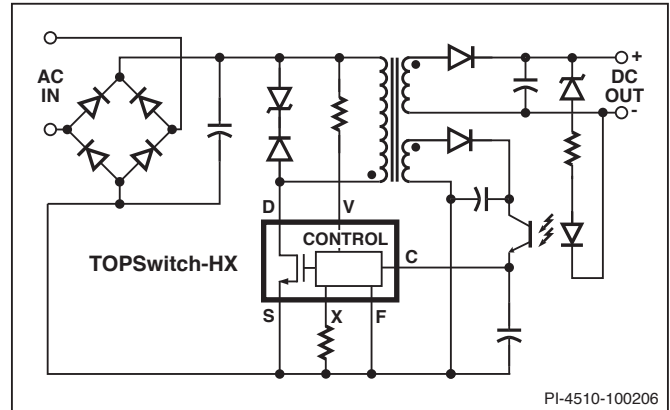 AC
IN
+
DC
OUT
-
D
V
CONTROL
C
TOPSwitch-HX
S
X
F
PI-4510-100206